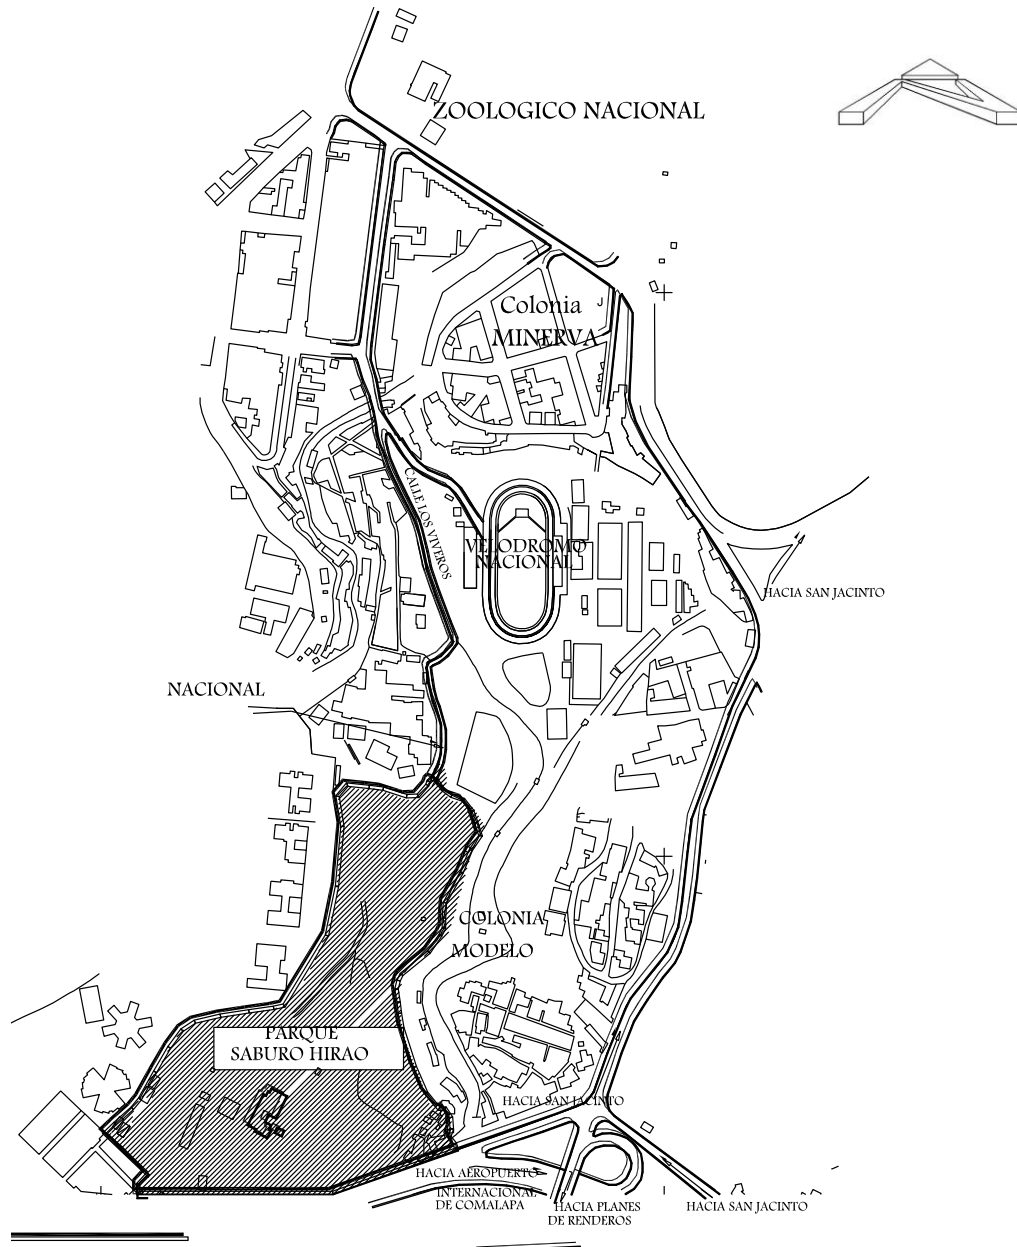 ZOOLOGICO NACIONAL
Colonia
MINERVA
CALLE LOS VIVEROS
VELODROMO
NACIONAL
HACIA SAN JACINTO
NACIONAL
COLONIA
MODELO
PARQUE
SABURO HIRAO
HACIA SAN JACINTO
HACIA AEROPUERTO
INTERNACIONAL
DE COMALAPA
HACIA PLANES
DE RENDEROS
HACIA SAN JACINTO